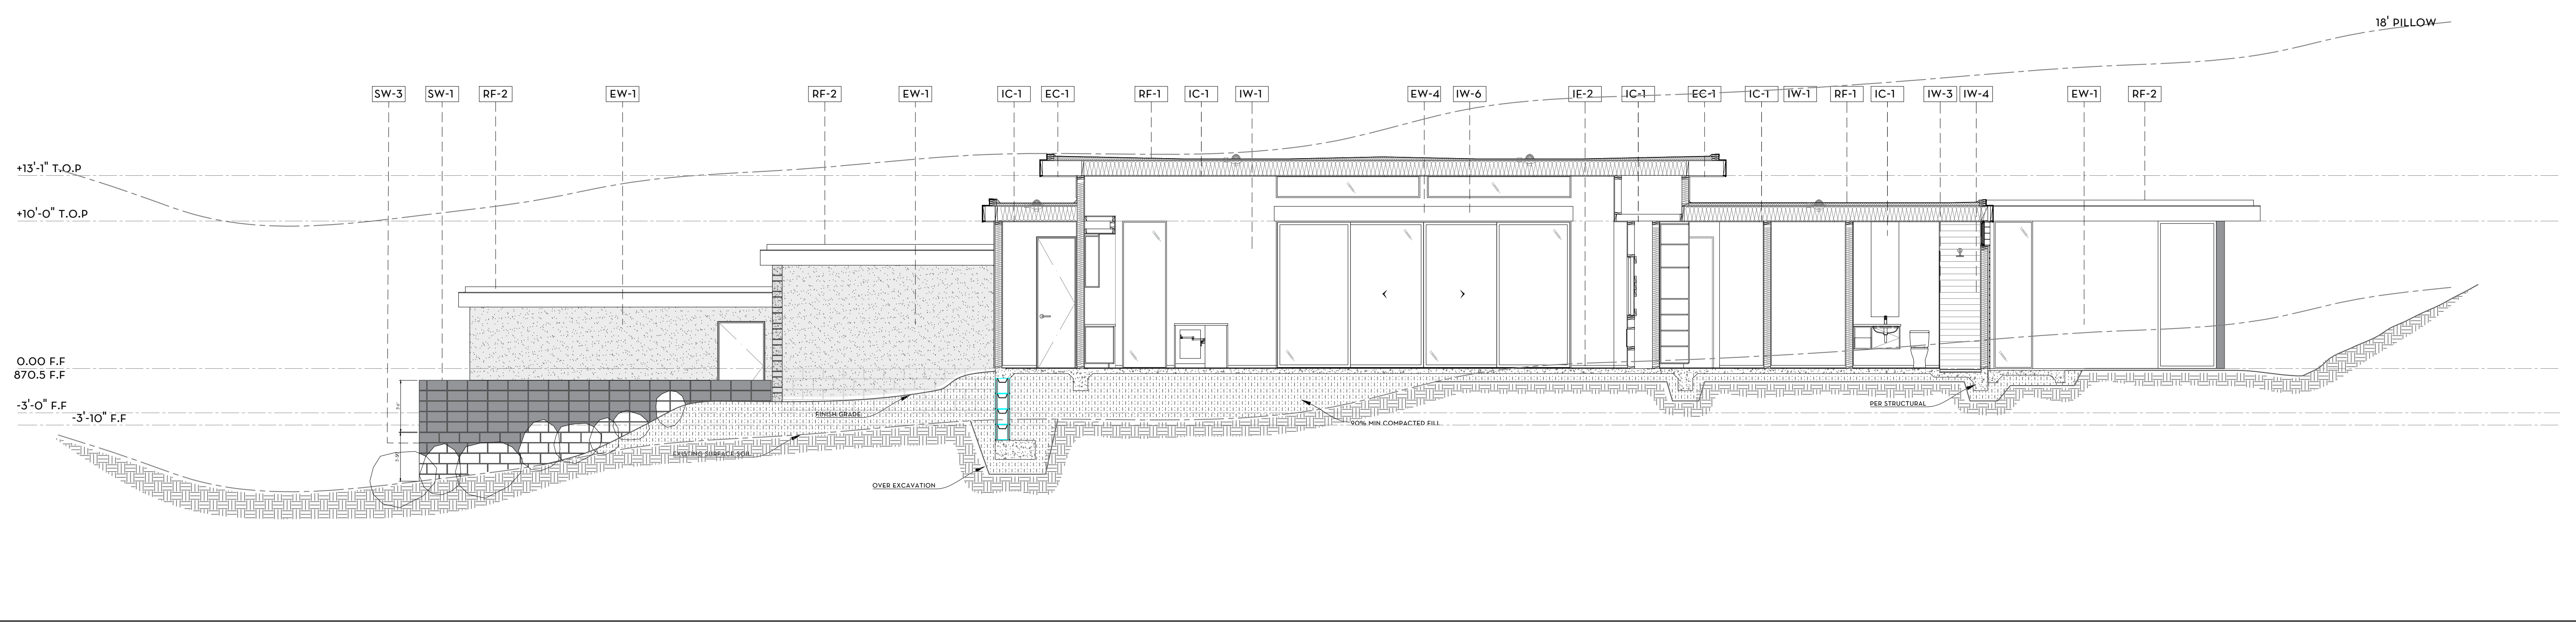 18' PILLOW
SW-3 SW-1 RF-2 EW-1 RF-2 EW-1 IC-1 EC-1 RF-1 IC-1 IW-1 EW-4 IW-6 IE-2 IC-1 EC-1 IC-1 IW-1 RF-1 IC-1 IW-3 IW-4 EW-1 RF-2
+13'-1" T.O.P
+10'-0" T.O.P
0.00 F.F
870.5 F.F
-3'-0" F.F
-3'-10" F.F
FINISH GRADE
PER STRUCTURAL
90% MIN COMPACTED FILL
EXISTING SURFACE SOIL
OVER EXCAVATION